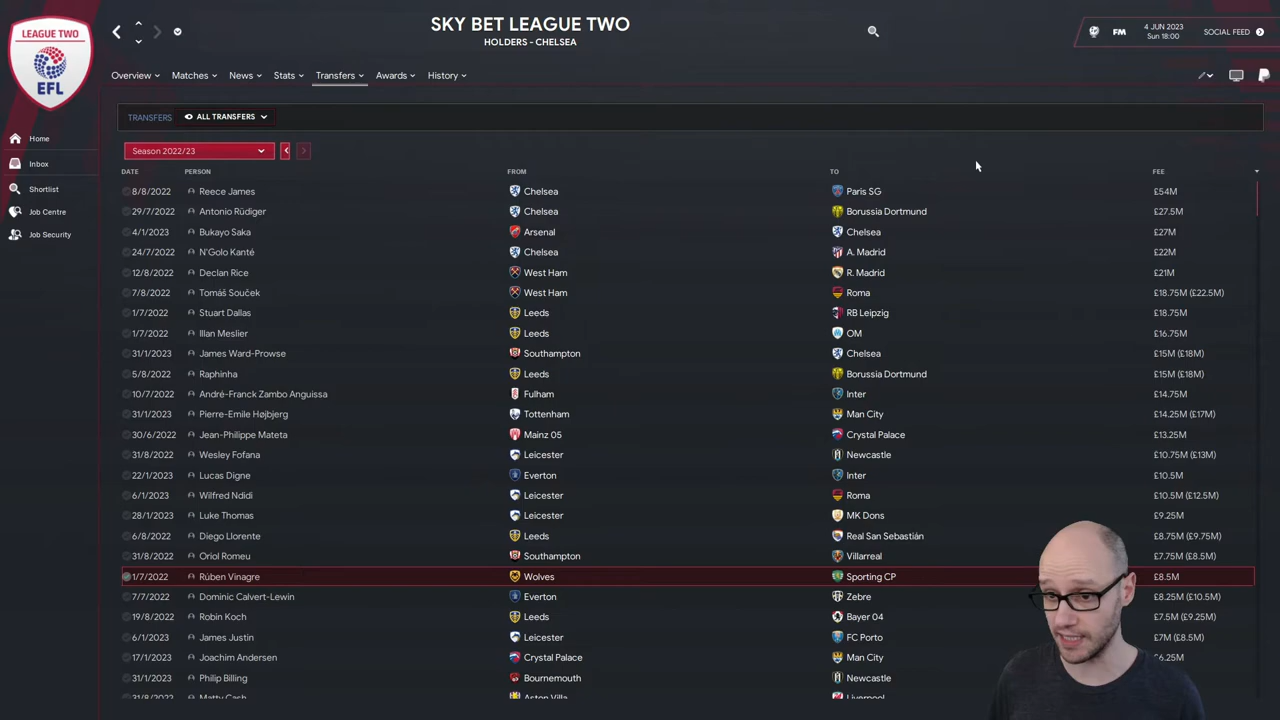 SKY BET LEAGUE TWO
HOLDERS - CHELSEA
LEAGUE TWO
EFL
4 JUN 2023
Sun 18:00
FM
SOCIAL FEED
Overview Matches News Stats Transfers Awards History
Home
Inbox
Shortlist
Job Centre
Job Security
TRANSFERS ALL TRANSFERS
Season 2022/23
DATE PERSON FROM TO FEE
8/8/2022 Reece James Chelsea Paris SG £54M
29/7/2022 Antonio Rüdiger Chelsea Borussia Dortmund £27.5M
4/1/2023 Bukayo Saka Arsenal Chelsea £27M
24/7/2022 N'Golo Kanté Chelsea A. Madrid £22M
12/8/2022 Declan Rice West Ham R. Madrid £21M
7/8/2022 Tomáš Souček West Ham Roma £18.75M (£22.5M)
1/7/2022 Stuart Dallas Leeds RB Leipzig £18.75M
1/7/2022 Illan Meslier Leeds OM £16.75M
31/1/2023 James Ward-Prowse Southampton Chelsea £15M (£18M)
5/8/2022 Raphinha Leeds Borussia Dortmund £15M (£18M)
10/7/2022 André-Franck Zambo Anguissa Fulham Inter £14.75M
31/1/2023 Pierre-Emile Højbjerg Tottenham Man City £14.25M (£17M)
30/6/2022 Jean-Philippe Mateta Mainz 05 Crystal Palace £13.25M
31/8/2022 Wesley Fofana Leicester Newcastle £10.75M (£13M)
22/1/2023 Lucas Digne Everton Inter £10.5M
6/1/2023 Wilfred Ndidi Leicester Roma £10.5M (£12.5M)
28/1/2023 Luke Thomas Leicester MK Dons £9.25M
6/8/2022 Diego Llorente Leeds Real San Sebastián £8.75M (£9.75M)
31/8/2022 Oriol Romeu Southampton Villarreal £7.75M (£8.5M)
1/7/2022 Rúben Vinagre Wolves Sporting CP £8.5M
7/7/2022 Dominic Calvert-Lewin Everton Zebre £8.25M (£10.5M)
19/8/2022 Robin Koch Leeds Bayer 04 £7.5M (£9.25M)
6/1/2023 James Justin Leicester FC Porto £7M (£8.5M)
17/1/2023 Joachim Andersen Crystal Palace Man City £6.25M
31/1/2023 Philip Billing Bournemouth Newcastle
31/8/2022 Matty Cash Aston Villa Liverpool